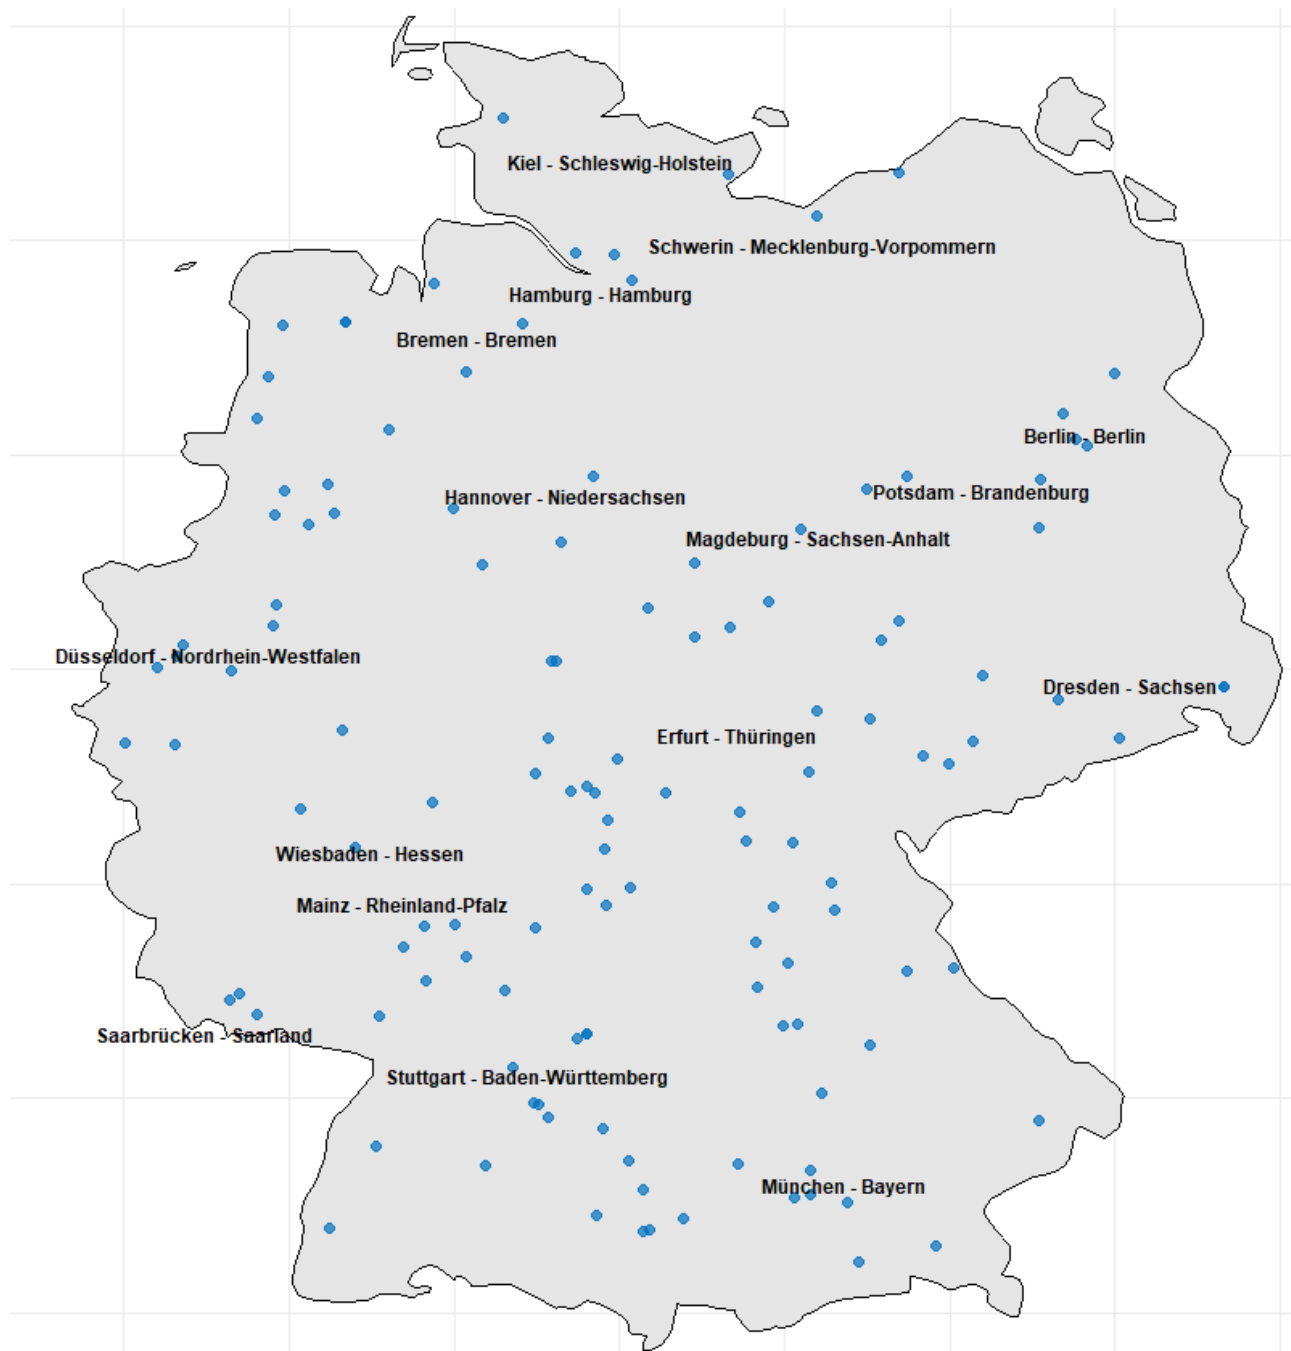 Kiel - Schleswig-Holstein
Schwerin - Mecklenburg-Vorpommern
Hamburg - Hamburg
Bremen - Bremen
Berlin - Berlin
Hannover - Niedersachsen
Potsdam - Brandenburg
Magdeburg - Sachsen-Anhalt
Düsseldorf - Nordrhein-Westfalen
Dresden - Sachsen
Erfurt - Thüringen
Wiesbaden - Hessen
Mainz - Rheinland-Pfalz
Saarbrücken - Saarland
Stuttgart - Baden-Württemberg
München - Bayern